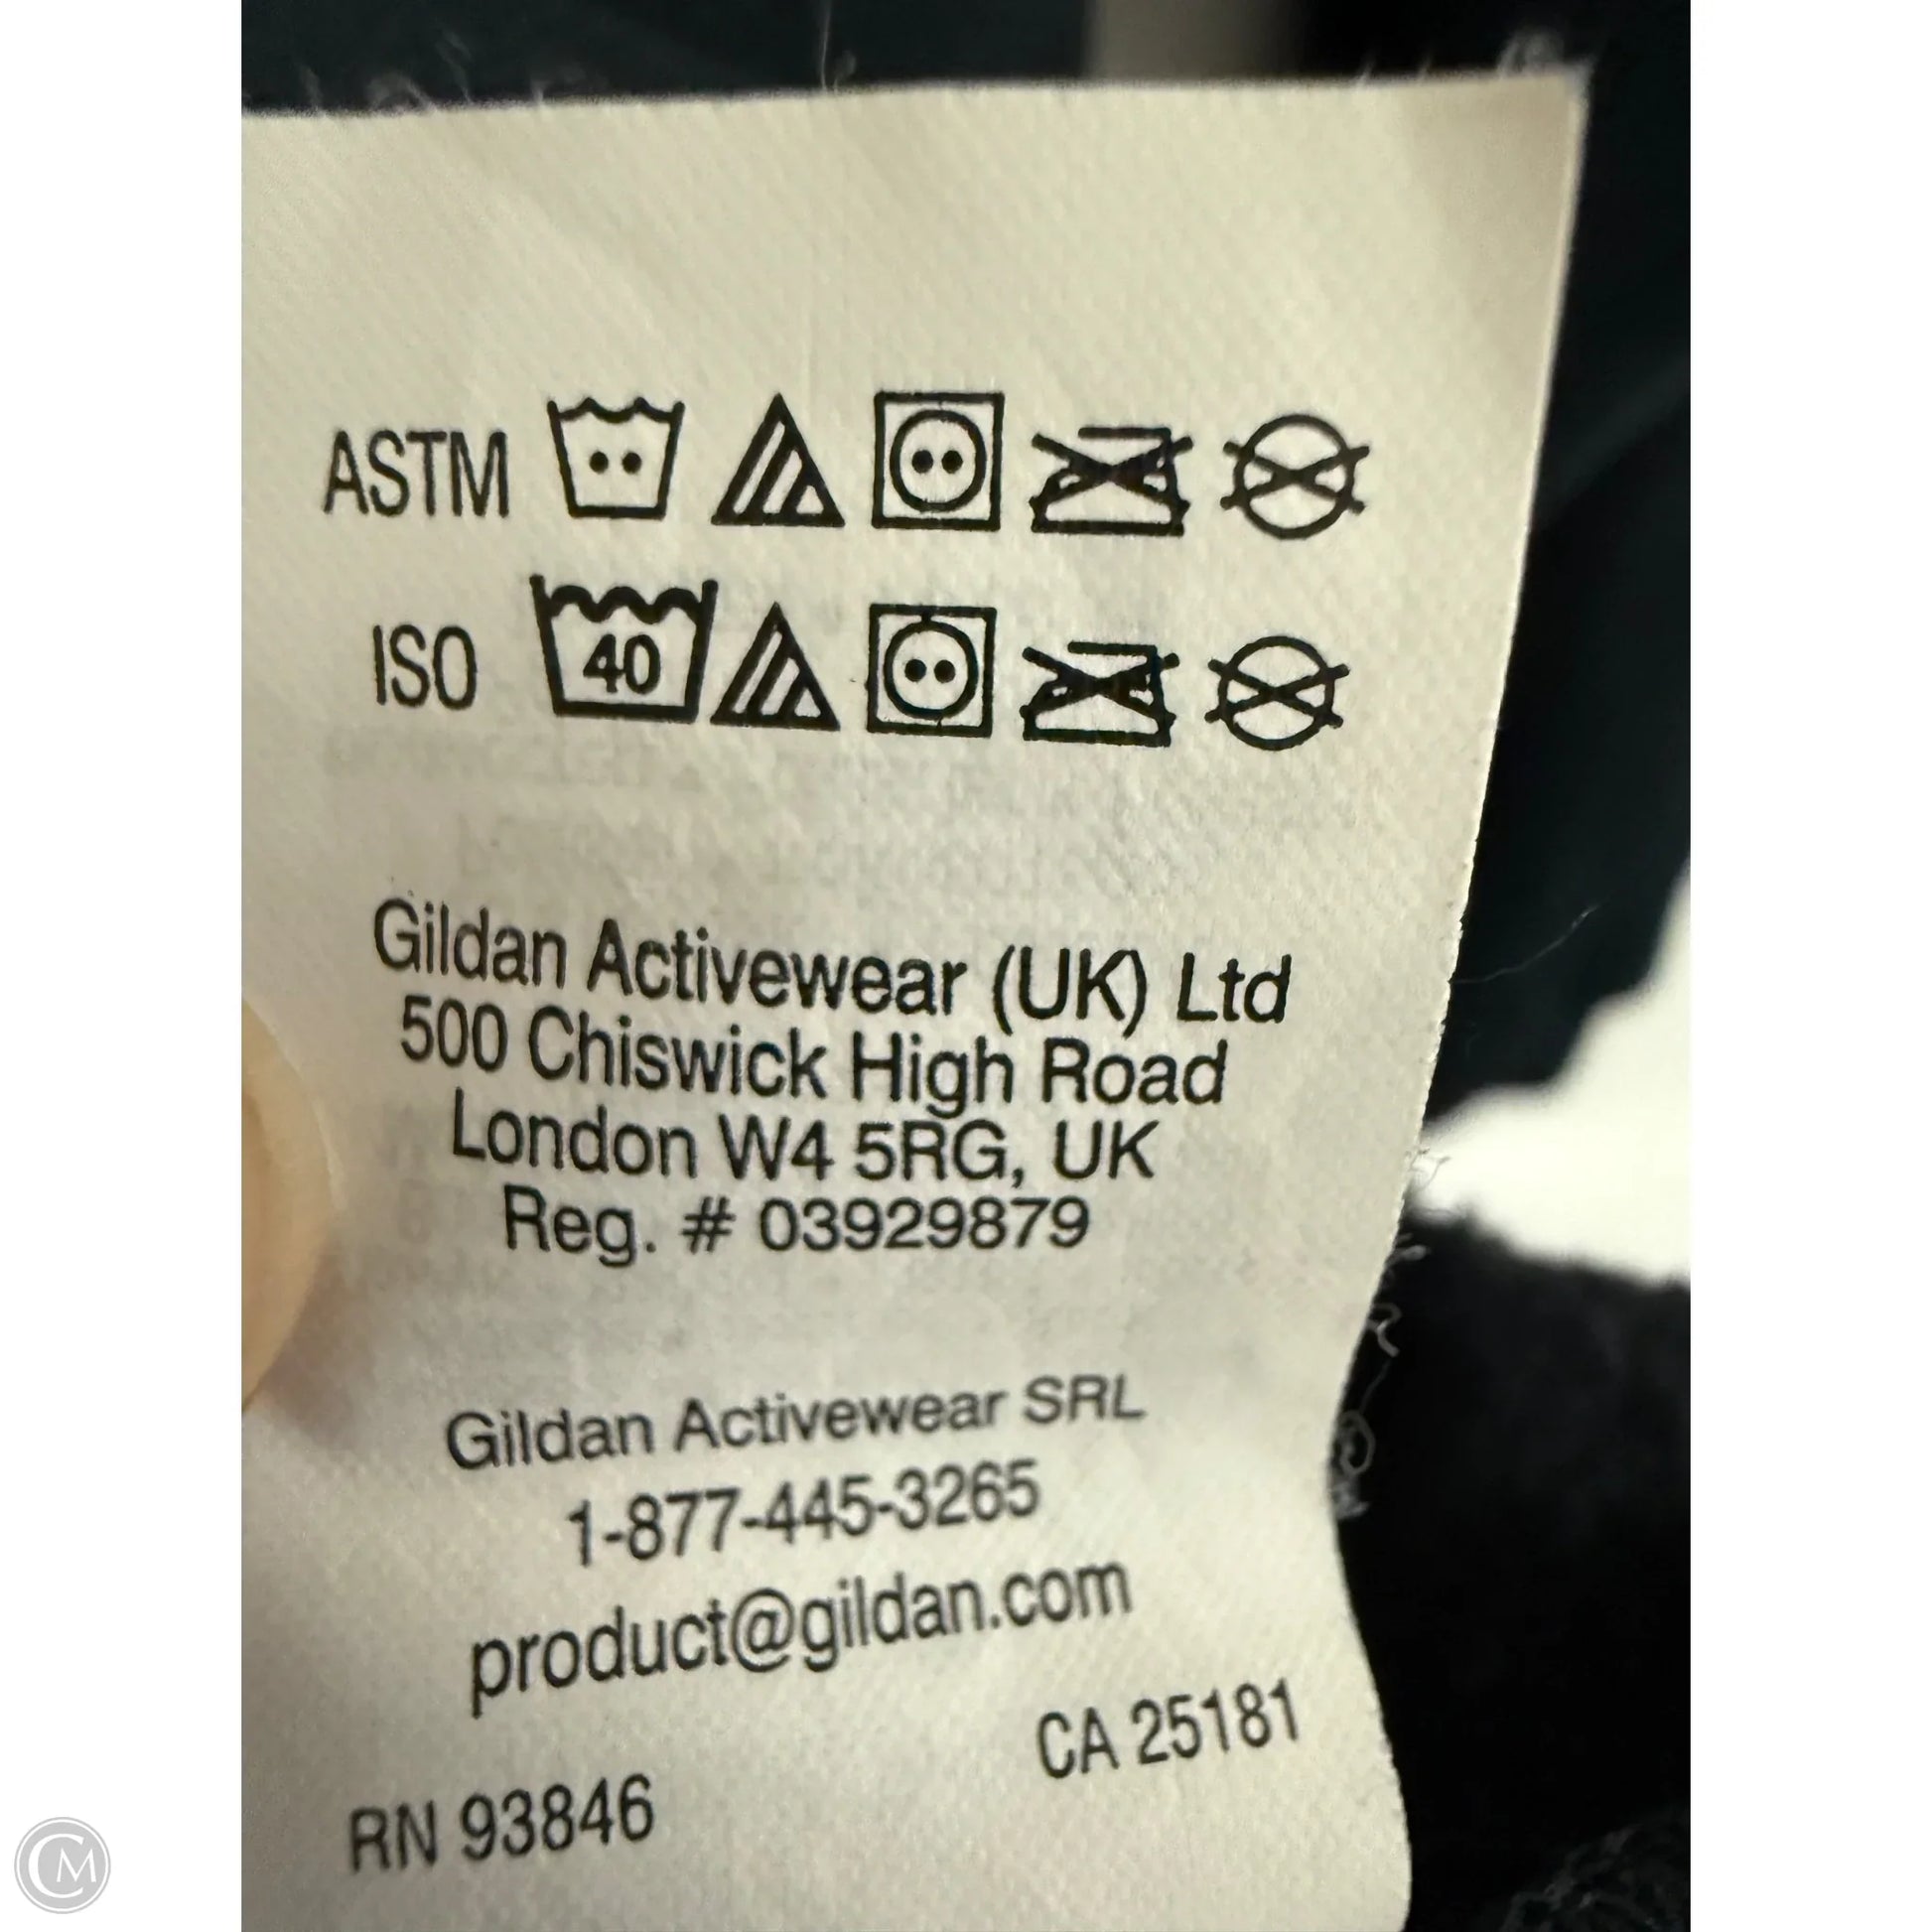 ASTM
ISO 40
Gildan Activewear (UK) Ltd
500 Chiswick High Road
London W4 5RG, UK
Reg. # 03929879
Gildan Activewear SRL
1-877-445-3265
product@gildan.com
CA 25181
RN 93846
CM